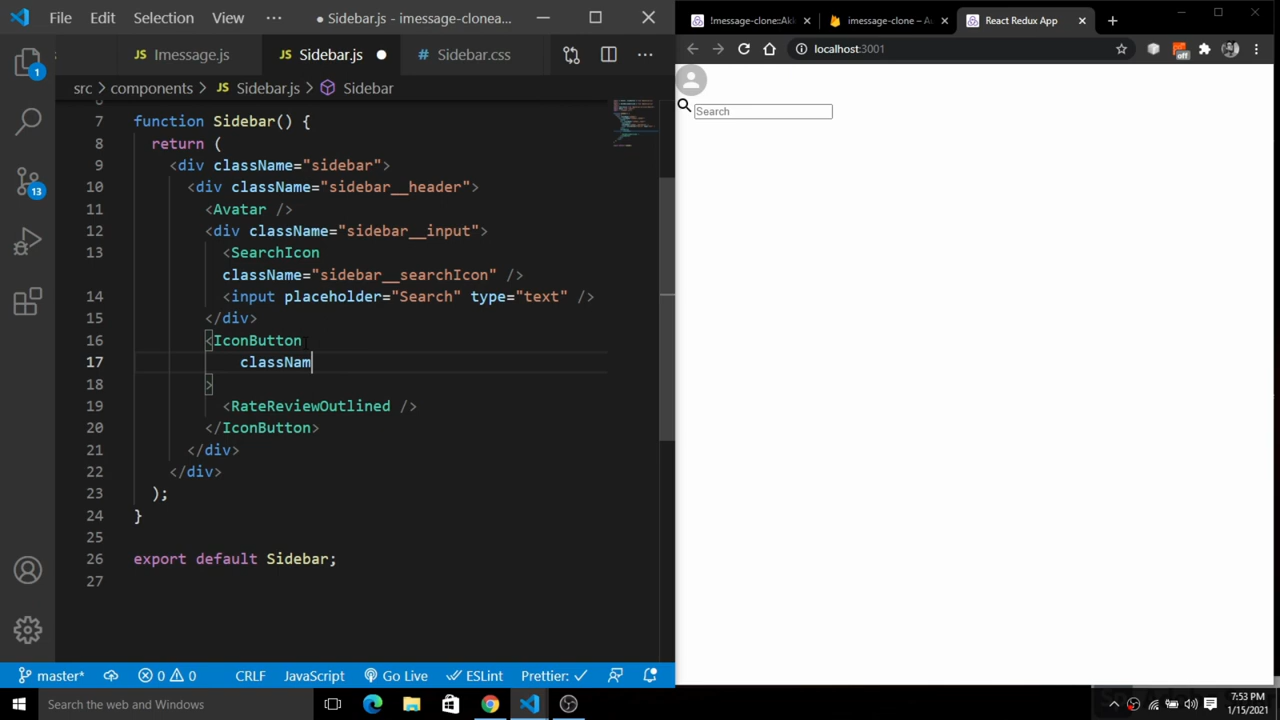 File Edit Selection View ··· ● Sidebar.js - imessage-clonea...
JS Imessage.js JS Sidebar.js ● # Sidebar.css ···
src > components > JS Sidebar.js > Sidebar
7 function Sidebar() {
8 return (
9 <div className="sidebar">
10 <div className="sidebar__header">
11 <Avatar />
12 <div className="sidebar__input">
13 <SearchIcon
className="sidebar__searchIcon" />
14 <input placeholder="Search" type="text" />
15 </div>
16 <IconButton
17 classNam
18 >
19 <RateReviewOutlined />
20 </IconButton>
21 </div>
22 </div>
23 );
24 }
25
26 export default Sidebar;
27
1
13
master* 0 0 CRLF JavaScript Go Live ESLint Prettier: ✓
!message-clone::Akk
imessage-clone – Au
React Redux App
localhost:3001
off
Search
Search the web and Windows
7:53 PM
1/15/2021